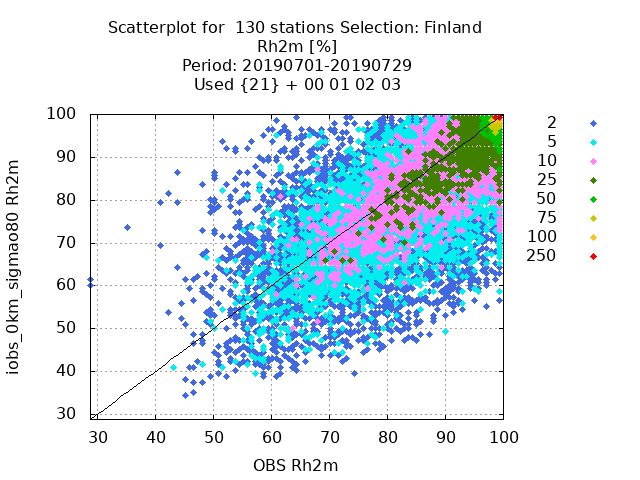 Scatterplot for  130 stations Selection: Finland
Rh2m [%]
Period: 20190701-20190729
Used {21} + 00 01 02 03
iobs_0km_sigmao80 Rh2m
100
90
80
70
60
50
40
30
30 40 50 60 70 80 90 100
OBS Rh2m
2
5
10
25
50
75
100
250